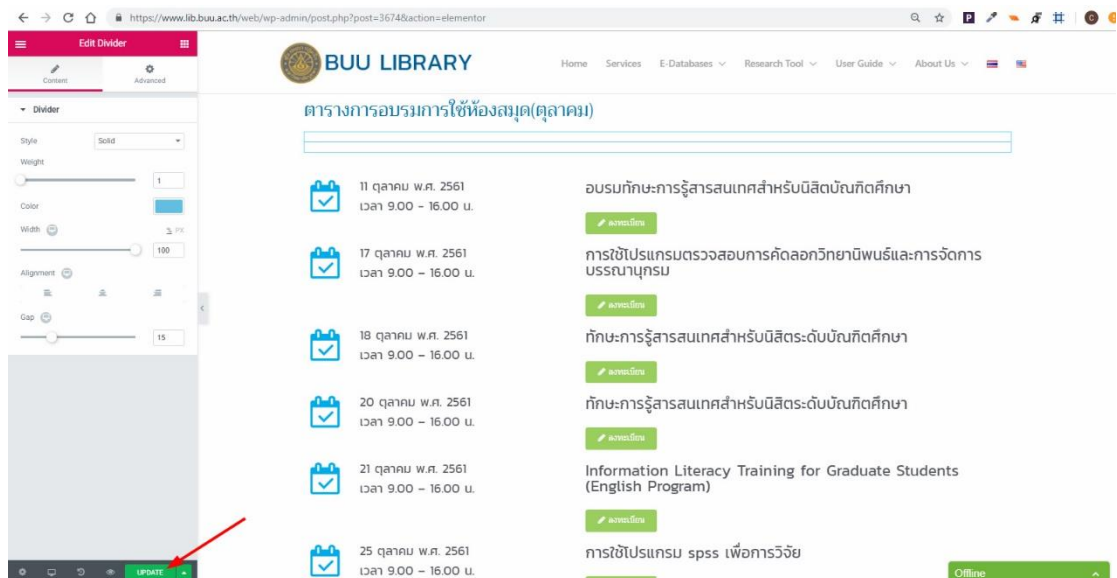 https://www.lib.buu.ac.th/web/wp-admin/post.php?post=3674&action=elementor
Edit Divider
Content
Advanced
Divider
Style
Solid
Weight
1
Color
Width
% PX
100
Alignment
Gap
15
UPDATE
BUU LIBRARY
Home Services E-Databases Research Tool User Guide About Us
ตารางการอบรมการใช้ห้องสมุด(ตุลาคม)
11 ตุลาคม พ.ศ. 2561
เวลา 9.00 - 16.00 น.
อบรมทักษะการรู้สารสนเทศสำหรับนิสิตบัณฑิตศึกษา
ลงทะเบียน
17 ตุลาคม พ.ศ. 2561
เวลา 9.00 - 16.00 น.
การใช้โปรแกรมตรวจสอบการคัดลอกวิทยานิพนธ์และการจัดการ
บรรณานุกรม
ลงทะเบียน
18 ตุลาคม พ.ศ. 2561
เวลา 9.00 – 16.00 น.
ทักษะการรู้สารสนเทศสำหรับนิสิตระดับบัณฑิตศึกษา
ลงทะเบียน
20 ตุลาคม พ.ศ. 2561
เวลา 9.00 – 16.00 น.
ทักษะการรู้สารสนเทศสำหรับนิสิตระดับบัณฑิตศึกษา
ลงทะเบียน
21 ตุลาคม พ.ศ. 2561
เวลา 9.00 – 16.00 น.
Information Literacy Training for Graduate Students
(English Program)
ลงทะเบียน
25 ตุลาคม พ.ศ. 2561
เวลา 9.00 – 16.00 น.
การใช้โปรแกรม spss เพื่อการวิจัย
Offline